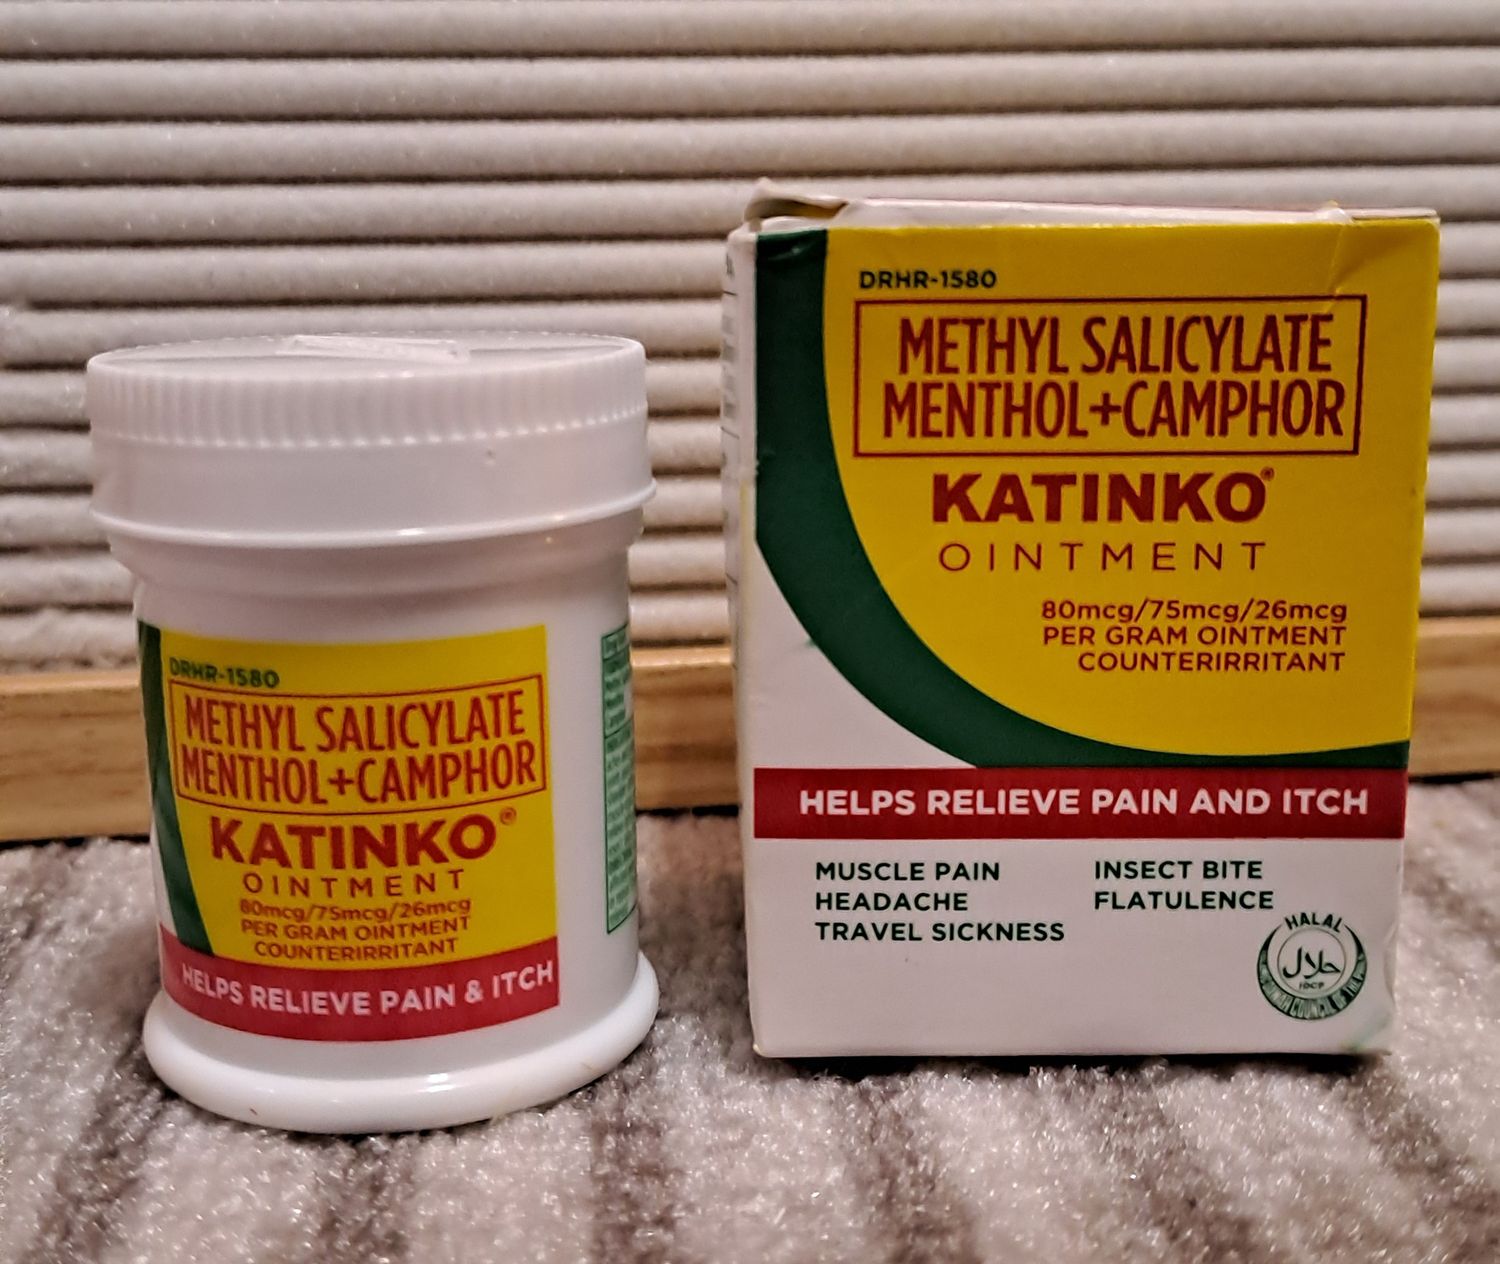 DRHR-1580
METHYL SALICYLATE
MENTHOL+CAMPHOR
KATINKO®
OINTMENT
80mcg/75mcg/26mcg
PER GRAM OINTMENT
COUNTERIRRITANT
HELPS RELIEVE PAIN & ITCH
DRHR-1580
METHYL SALICYLATE
MENTHOL+CAMPHOR
KATINKO®
OINTMENT
80mcg/75mcg/26mcg
PER GRAM OINTMENT
COUNTERIRRITANT
HELPS RELIEVE PAIN AND ITCH
MUSCLE PAIN
HEADACHE
TRAVEL SICKNESS
INSECT BITE
FLATULENCE
HALAL
حلال
IDCP